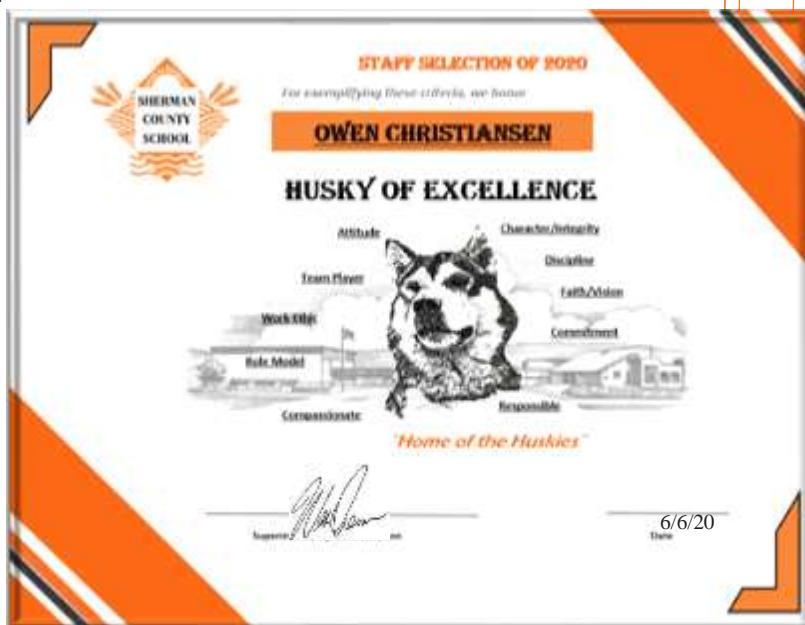 STAFF SELECTION OF 2020
For exemplifying these criteria, we honor
SHERMAN
COUNTY
SCHOOL
OWEN CHRISTIANSEN
HUSKY OF EXCELLENCE
Attitude
Character/Integrity
Discipline
Team Player
Faith/Vision
Work Ethic
Commitment
Role Model
Compassionate
Responsible
"Home of the Huskies"
6/6/20
Date